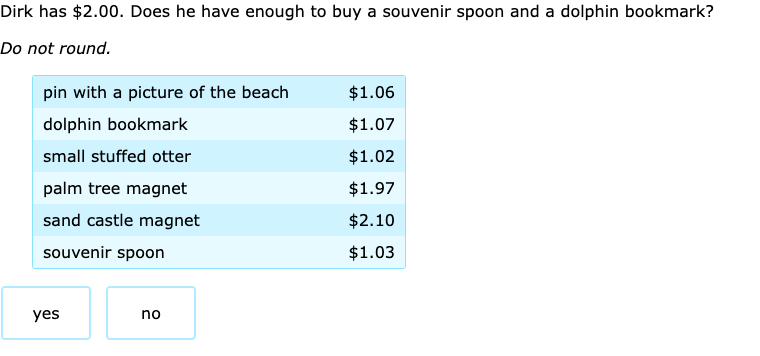 Dirk has $2.00. Does he have enough to buy a souvenir spoon and a dolphin bookmark?
Do not round.
pin with a picture of the beach $1.06
dolphin bookmark $1.07
small stuffed otter $1.02
palm tree magnet $1.97
sand castle magnet $2.10
souvenir spoon $1.03
yes no